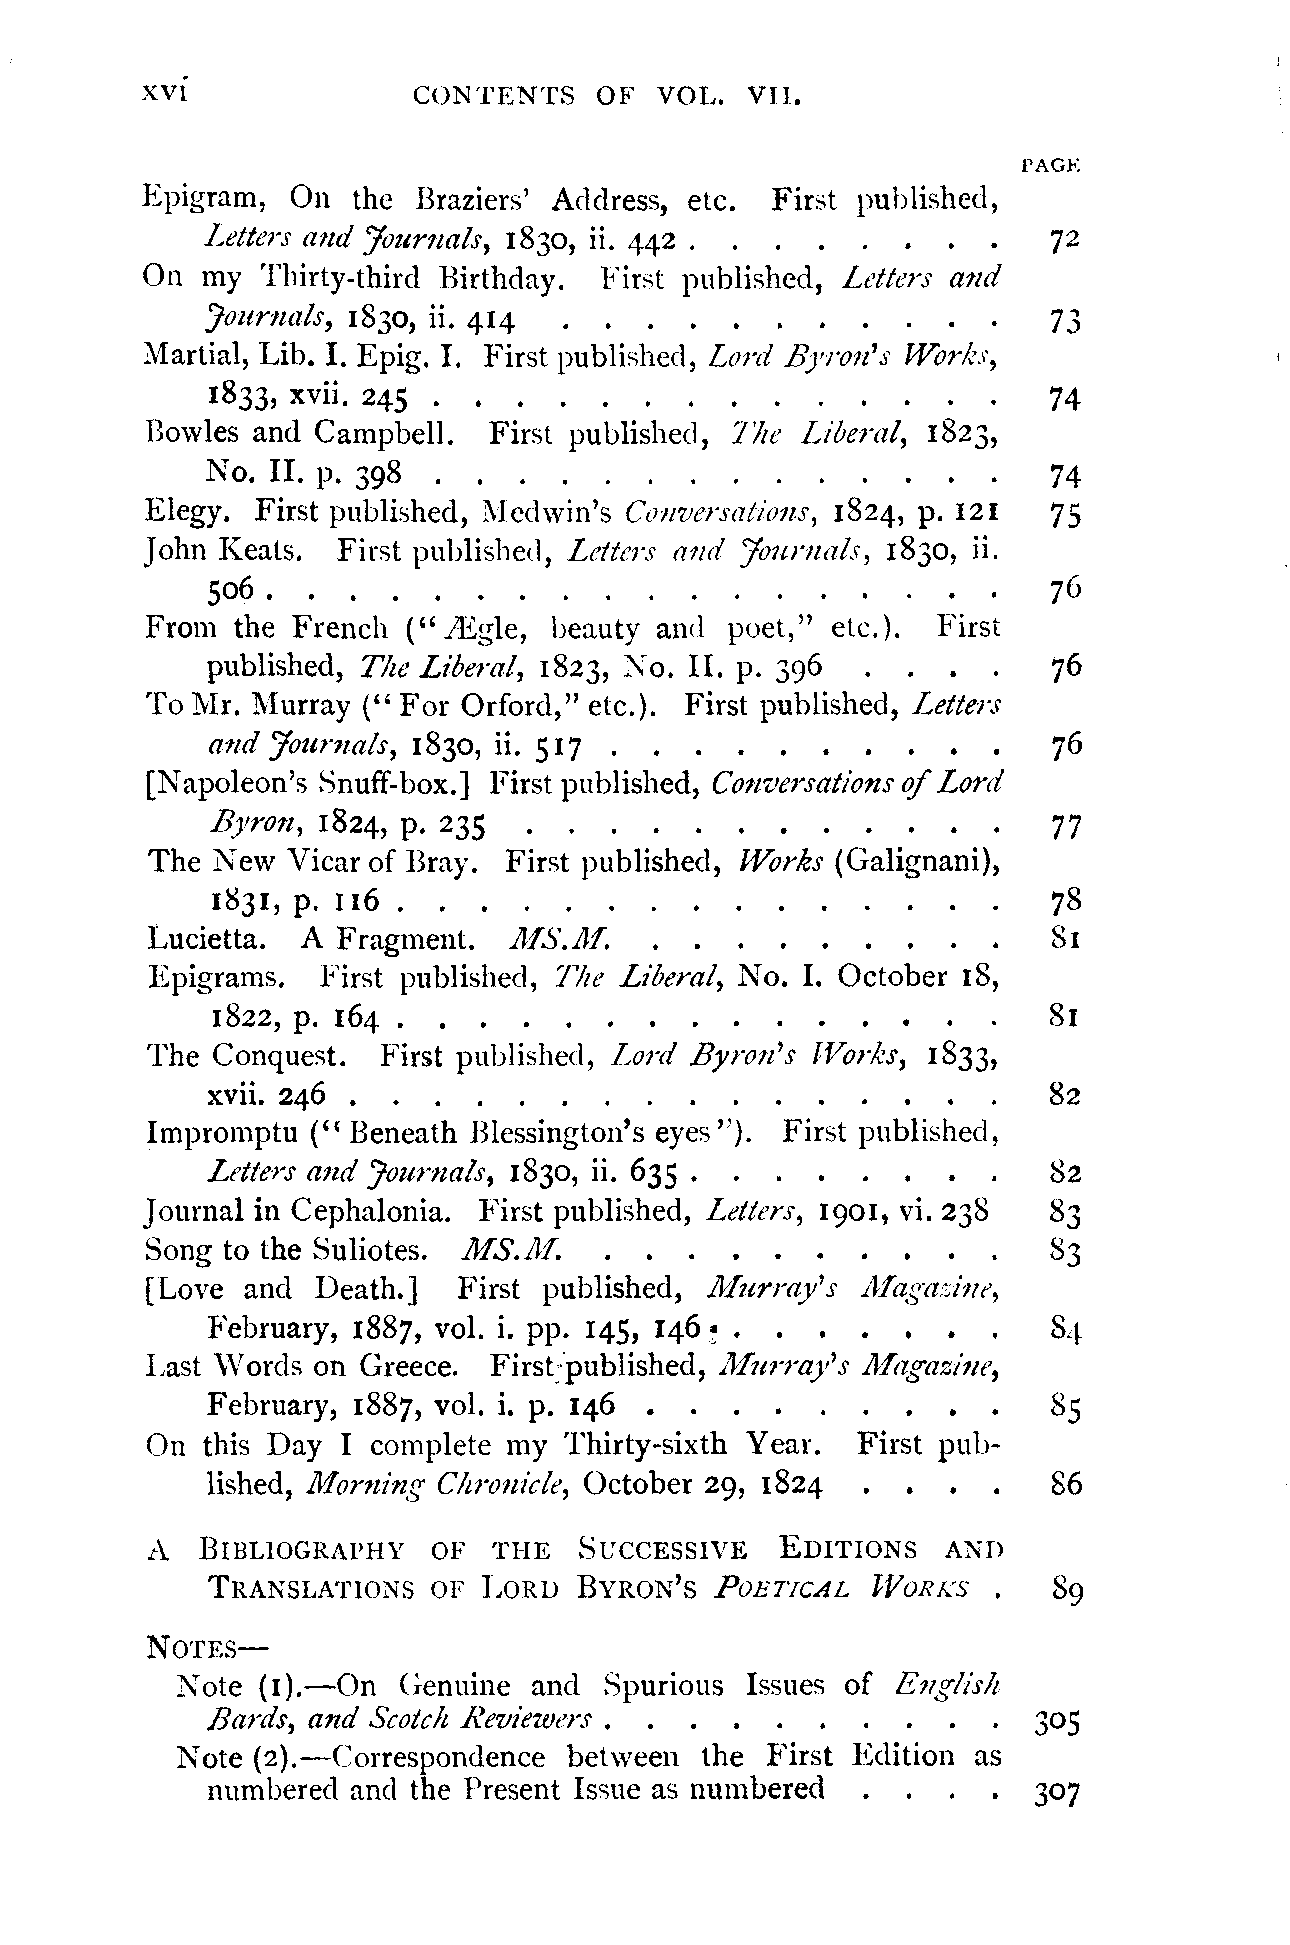 xvi CONTENTS OF VOL. VII.
PAGE
Epigram, On the Braziers' Address, etc. First published,
Letters and Journals, 1830, ii. 442 . . . . . . . . 72
On my Thirty-third Birthday. First published, Letters and
Journals, 1830, ii. 414 . . . . . . . . . . . 73
Martial, Lib. I. Epig. I. First published, Lord Byron's Works,
1833, xvii. 245 . . . . . . . . . . . . . . 74
Bowles and Campbell. First published, The Liberal, 1823,
No. II. p. 398 . . . . . . . . . . . . . . 74
Elegy. First published, Medwin's Conversations, 1824, p. 121 75
John Keats. First published, Letters and Journals, 1830, ii.
506 . . . . . . . . . . . . . . . . . . 76
From the French ("Ægle, beauty and poet," etc.). First
published, The Liberal, 1823, No. II. p. 396 . . . . 76
To Mr. Murray ("For Orford," etc.). First published, Letters
and Journals, 1830, ii. 517 . . . . . . . . . . 76
[Napoleon's Snuff-box.] First published, Conversations of Lord
Byron, 1824, p. 235 . . . . . . . . . . . . 77
The New Vicar of Bray. First published, Works (Galignani),
1831, p. 116 . . . . . . . . . . . . . . . 78
Lucietta. A Fragment. MS.M. . . . . . . . . . 81
Epigrams. First published, The Liberal, No. I. October 18,
1822, p. 164 . . . . . . . . . . . . . . . 81
The Conquest. First published, Lord Byron's Works, 1833,
xvii. 246 . . . . . . . . . . . . . . . . 82
Impromptu ("Beneath Blessington's eyes"). First published,
Letters and Journals, 1830, ii. 635 . . . . . . . . 82
Journal in Cephalonia. First published, Letters, 1901, vi. 238 83
Song to the Suliotes. MS.M. . . . . . . . . . . 83
[Love and Death.] First published, Murray's Magazine,
February, 1887, vol. i. pp. 145, 146 . . . . . . . . 84
Last Words on Greece. First published, Murray's Magazine,
February, 1887, vol. i. p. 146 . . . . . . . . . 85
On this Day I complete my Thirty-sixth Year. First pub-
lished, Morning Chronicle, October 29, 1824 . . . . 86
A BIBLIOGRAPHY OF THE SUCCESSIVE EDITIONS AND
TRANSLATIONS OF LORD BYRON'S POETICAL WORKS . 89
NOTES—
Note (1).—On Genuine and Spurious Issues of English
Bards, and Scotch Reviewers . . . . . . . . . . 305
Note (2).—Correspondence between the First Edition as
numbered and the Present Issue as numbered . . . . 307